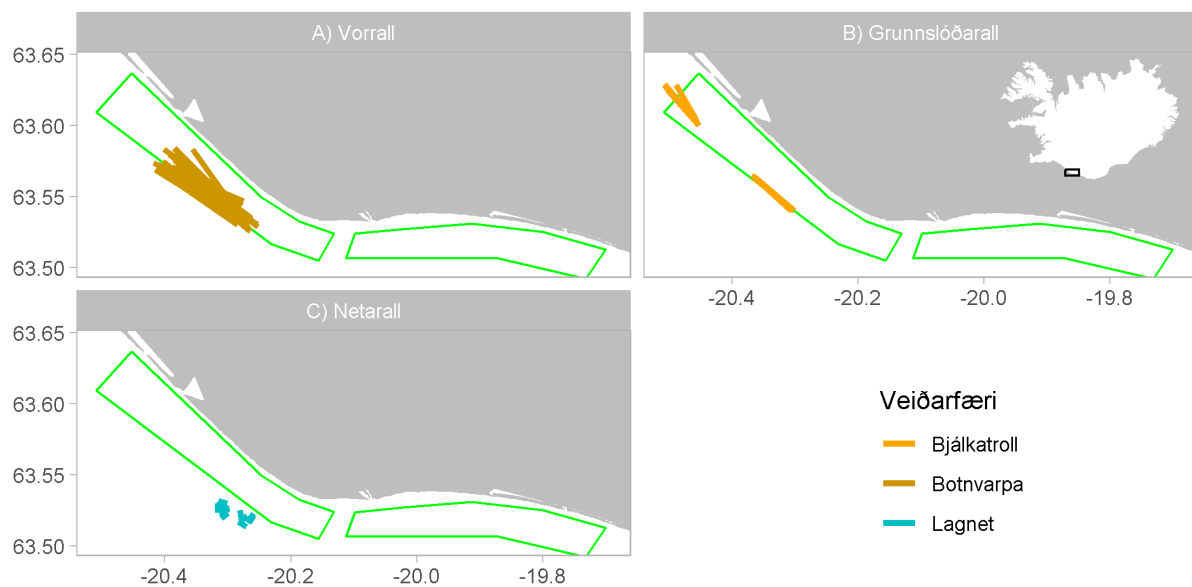 A) Vorrall
B) Grunnslóðarall
63.65
63.60
63.55
63.50
-20.4
-20.2
-20.0
-19.8
C) Netarall
63.65
63.60
63.55
63.50
-20.4
-20.2
-20.0
-19.8
Veiðarfæri
Bjálkatroll
Botnvarpa
Lagnet